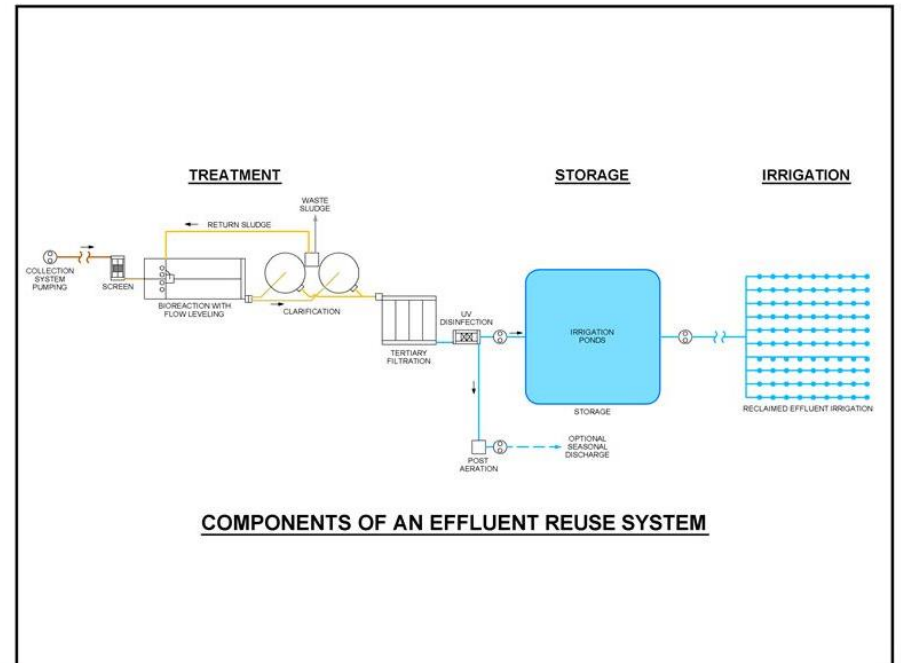 TREATMENT
STORAGE
IRRIGATION
WASTE
SLUDGE
RETURN SLUDGE
COLLECTION
SYSTEM
PUMPING
SCREEN
BIOREACTION WITH
FLOW LEVELING
CLARIFICATION
TERTIARY
FILTRATION
UV
DISINFECTION
IRRIGATION
PONDS
STORAGE
RECLAIMED EFFLUENT IRRIGATION
POST
AERATION
OPTIONAL
SEASONAL
DISCHARGE
COMPONENTS OF AN EFFLUENT REUSE SYSTEM